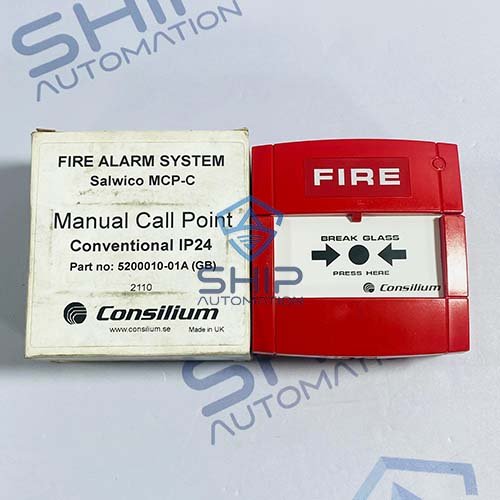 SHIP
AUTOMATION
FIRE ALARM SYSTEM
Salwico MCP-C
Manual Call Point
Conventional IP24
Part no: 5200010-01A (GB)
2110
Consilium
www.consilium.se Made in UK
FIRE
BREAK GLASS
PRESS HERE
Consilium
SHIP
AUTOMATION
SHIP
AUTOMATION